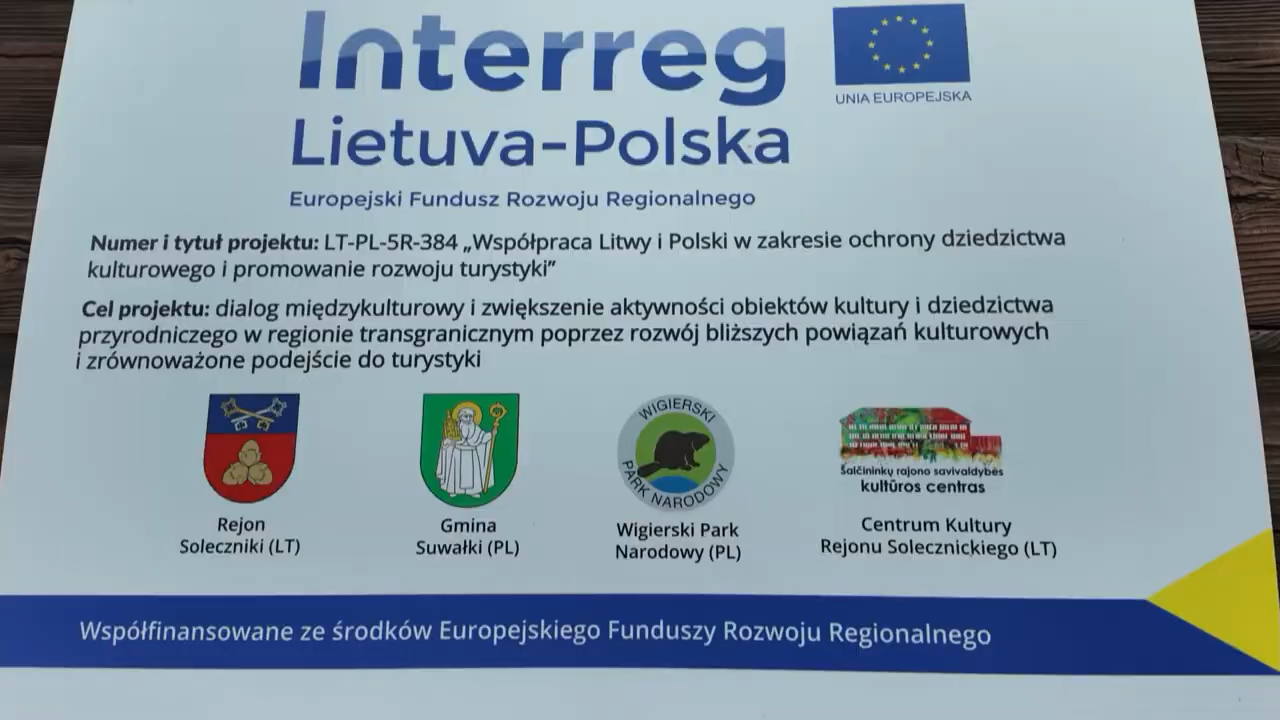 Interreg
UNIA EUROPEJSKA
Lietuva-Polska
Europejski Fundusz Rozwoju Regionalnego
Numer i tytuł projektu: LT-PL-5R-384 „Współpraca Litwy i Polski w zakresie ochrony dziedzictwa
kulturowego i promowanie rozwoju turystyki”
Cel projektu: dialog międzykulturowy i zwiększenie aktywności obiektów kultury i dziedzictwa
przyrodniczego w regionie transgranicznym poprzez rozwój bliższych powiązań kulturowych
i zrównoważone podejście do turystyki
WIGIERSKI
PARK NARODOWY
Šalčininkų rajono savivaldybės
kultūros centras
Rejon
Soleczniki (LT)
Gmina
Suwałki (PL)
Wigierski Park
Narodowy (PL)
Centrum Kultury
Rejonu Solecznickiego (LT)
Współfinansowane ze środków Europejskiego Funduszy Rozwoju Regionalnego